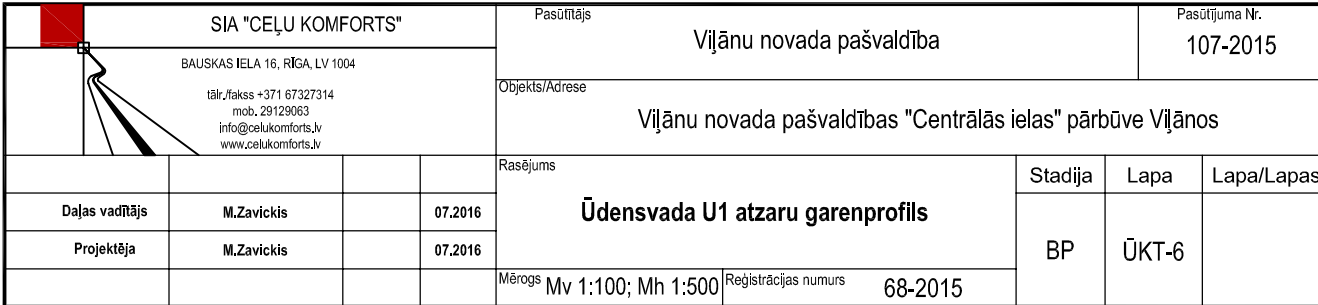 SIA "CEĻU KOMFORTS"
BAUSKAS IELA 16, RĪGA, LV 1004
tālr./fakss +371 67327314
mob. 29129063
info@celukomforts.lv
www.celukomforts.lv
Pasūtītājs
Viļānu novada pašvaldība
Pasūtījuma Nr.
107-2015
Objekts/Adrese
Viļānu novada pašvaldības "Centrālās ielas" pārbūve Viļānos
Rasējums
Ūdensvada U1 atzaru garenprofils
Stadija Lapa Lapa/Lapas
BP ŪKT-6
Daļas vadītājs M.Zavickis 07.2016
Projektēja M.Zavickis 07.2016
Mērogs Mv 1:100; Mh 1:500 Reģistrācijas numurs 68-2015